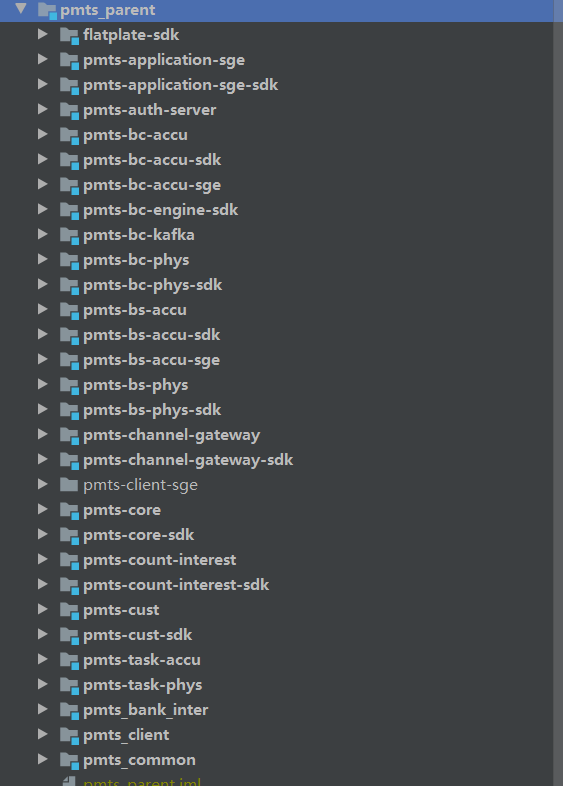 pmts_parent
flatplate-sdk
pmts-application-sge
pmts-application-sge-sdk
pmts-auth-server
pmts-bc-accu
pmts-bc-accu-sdk
pmts-bc-accu-sge
pmts-bc-engine-sdk
pmts-bc-kafka
pmts-bc-phys
pmts-bc-phys-sdk
pmts-bs-accu
pmts-bs-accu-sdk
pmts-bs-accu-sge
pmts-bs-phys
pmts-bs-phys-sdk
pmts-channel-gateway
pmts-channel-gateway-sdk
pmts-client-sge
pmts-core
pmts-core-sdk
pmts-count-interest
pmts-count-interest-sdk
pmts-cust
pmts-cust-sdk
pmts-task-accu
pmts-task-phys
pmts_bank_inter
pmts_client
pmts_common
pmts_parent.iml